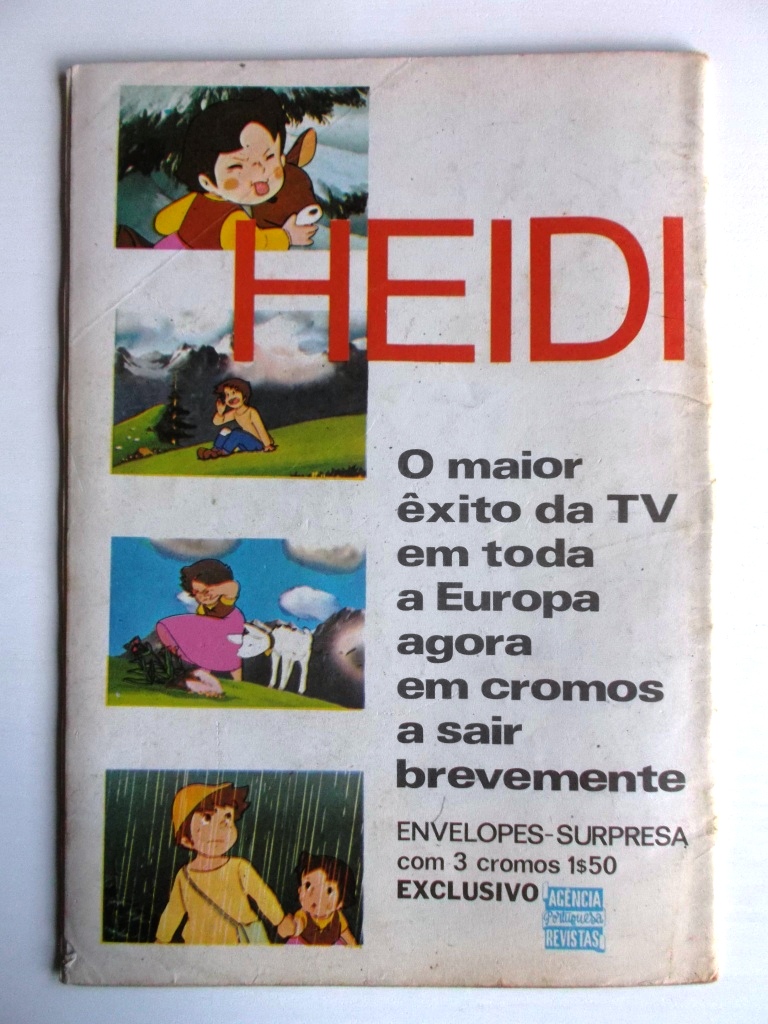 HEIDI
O maior
êxito da TV
em toda
a Europa
agora
em cromos
a sair
brevemente
ENVELOPES-SURPRESA
com 3 cromos 1$50
EXCLUSIVO
AGÊNCIA
Portuguesa
REVISTAS